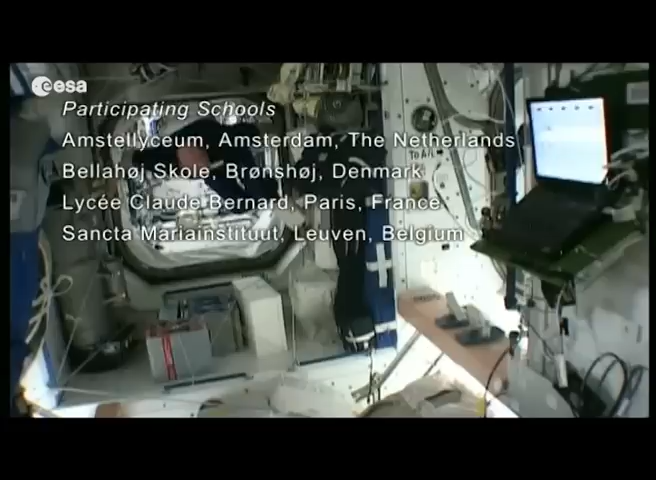 esa
Participating Schools
Amstellyceum, Amsterdam, The Netherlands
Bellahøj Skole, Brønshøj, Denmark
Lycée Claude Bernard, Paris, France
Sancta Mariainstituut, Leuven, Belgium